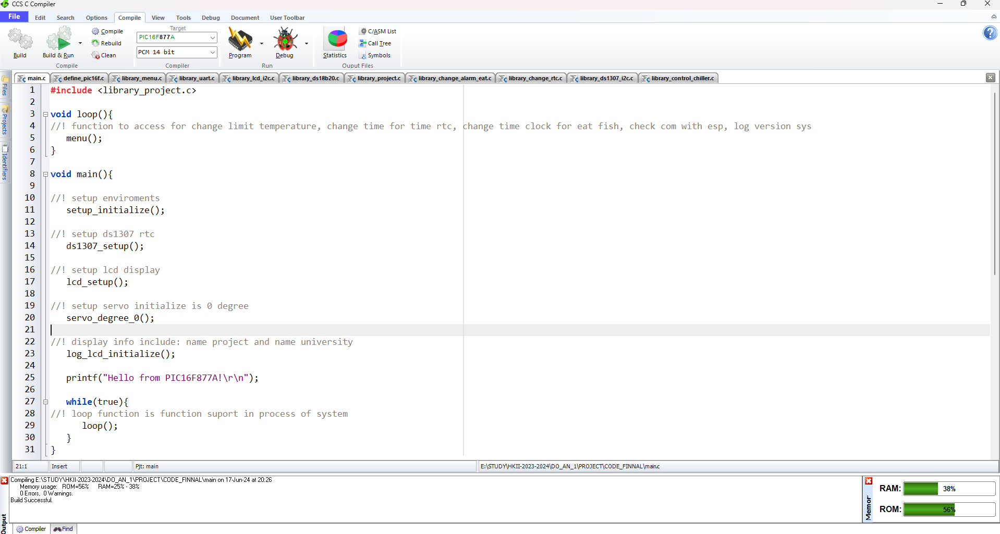 CCS C Compiler
File Edit Search Options Compile View Tools Debug Document User Toolbar
Build
Build & Run
Compile
Rebuild
Clean
Compile
Target
PIC16F877A
PCM 14 bit
Compiler
Program
Debug
Run
Statistics
C/ASM List
Call Tree
Symbols
Ouput Files
Files
Projects
Identifiers
main.c define_pic16f.c library_menu.c library_uart.c library_lcd_i2c.c library_ds18b20.c library_project.c library_change_alarm_eat.c library_change_rtc.c library_ds1307_i2c.c library_control_chiller.c
1 #include <library_project.c>
2
3 void loop(){
4 //! function to access for change limit temperature, change time for time rtc, change time clock for eat fish, check com with esp, log version sys
5 menu();
6 }
7
8 void main(){
9
10 //! setup enviroments
11 setup_initialize();
12
13 //! setup ds1307 rtc
14 ds1307_setup();
15
16 //! setup lcd display
17 lcd_setup();
18
19 //! setup servo initialize is 0 degree
20 servo_degree_0();
21
22 //! display info include: name project and name university
23 log_lcd_initialize();
24
25 printf("Hello from PIC16F877A!\r\n");
26
27 while(true){
28 //! loop function is function suport in process of system
29 loop();
30 }
31 }
21:1 Insert Pjt: main E:\STUDY\HKII-2023-2024\DO_AN_1\PROJECT\CODE_FINNAL\main.c
Compiling E:\STUDY\HKII-2023-2024\DO_AN_1\PROJECT\CODE_FINNAL\main on 17-Jun-24 at 20:26
Memory usage: ROM=56% RAM=25% - 38%
0 Errors, 0 Warnings.
Build Successful.
Output
Compiler Find
Memor
RAM: 38%
ROM: 56%